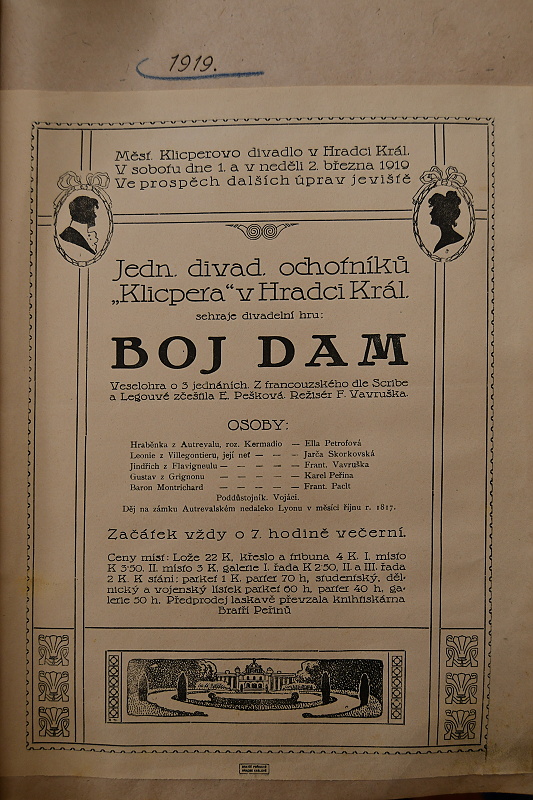 1919.
Měst. Klicperovo divadlo v Hradci Král.
V sobotu dne 1. a v neděli 2. března 1919
Ve prospěch dalších úprav jeviště
Jedn. divad. ochotníků
„Klicpera“ v Hradci Král.
sehraje divadelní hru:
BOJ DAM
Veselohra o 3 jednáních. Z francouzského dle Scribe
a Legouvé zčeštila E. Pešková. Režisér F. Vavruška.
OSOBY:
Hraběnka z Autrevalu, roz. Kermadio — Ella Petrofová
Leonie z Villegontieru, její neť — — — Jarča Skorkovská
Jindřich z Flavigneulu — — — — — Frant. Vavruška
Gustav z Grignonu — — — — — Karel Peřina
Baron Montrichard — — — — — Frant. Paclt
Poddůstojník. Vojáci.
Děj na zámku Autrevalském nedaleko Lyonu v měsíci říjnu r. 1817.
Začátek vždy o 7. hodině večerní.
Ceny míst: Lože 22 K, křeslo a tribuna 4 K I. místo
K 3·50. II. místo 3 K, galerie I. řada K 2·50, II. a III. řada
2 K. K stání: parket 1 K. parter 70 h, studentský, děl-
nický a vojenský lístek parket 60 h, parter 40 h, ga-
lerie 50 h. Předprodej laskavě převzala knihtiskárna
Bratří Peřinů
BRATŘÍ PEŘINOVÉ
HRADEC KRÁLOVÉ